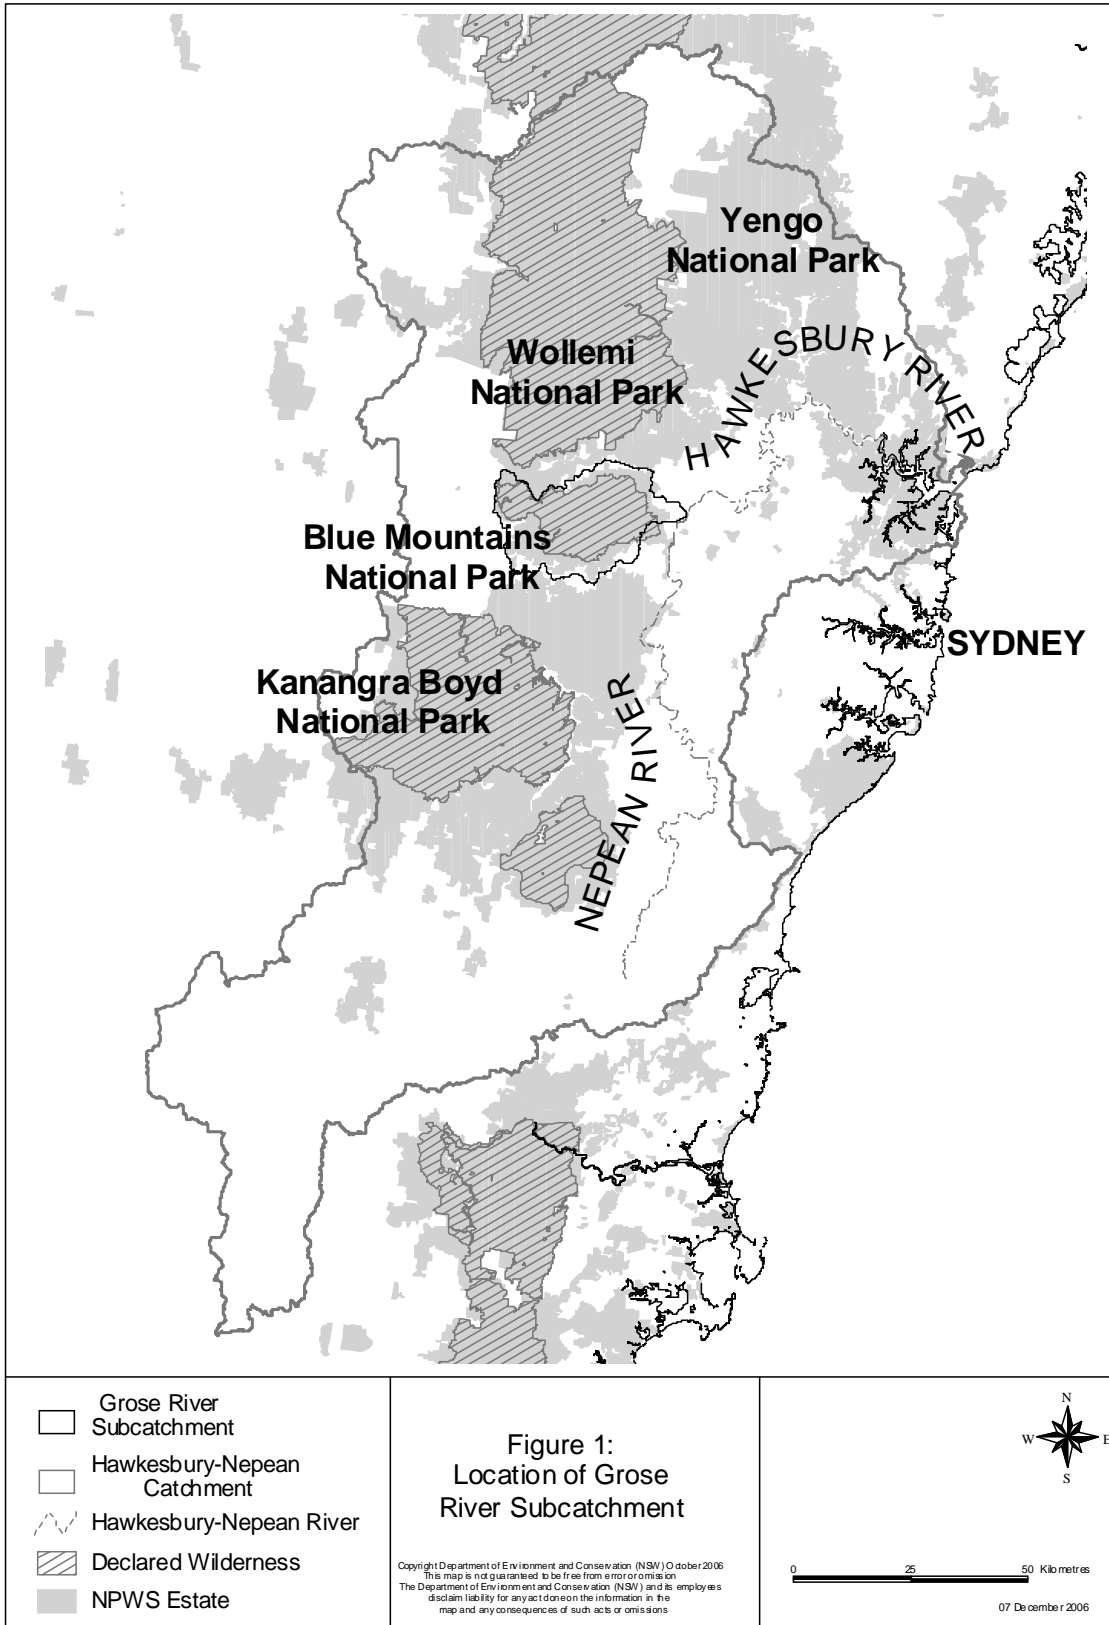 Yengo
National Park
HAWKESBURY RIVER
Wollemi
National Park
Blue Mountains
National Park
SYDNEY
Kanangra Boyd
National Park
NEPEAN RIVER
Grose River
Subcatchment
Hawkesbury-Nepean
Catchment
Hawkesbury-Nepean River
Declared Wilderness
NPWS Estate
Figure 1:
Location of Grose
River Subcatchment
Copyright Department of Environment and Conservation (NSW) October 2006
This map is not guaranteed to be free from error or omission
The Department of Environment and Conservation (NSW) and its employees
disclaim liability for any act done on the information in the
map and any consequences of such acts or omissions
N
W
E
S
0 25 50 Kilometres
07 December 2006